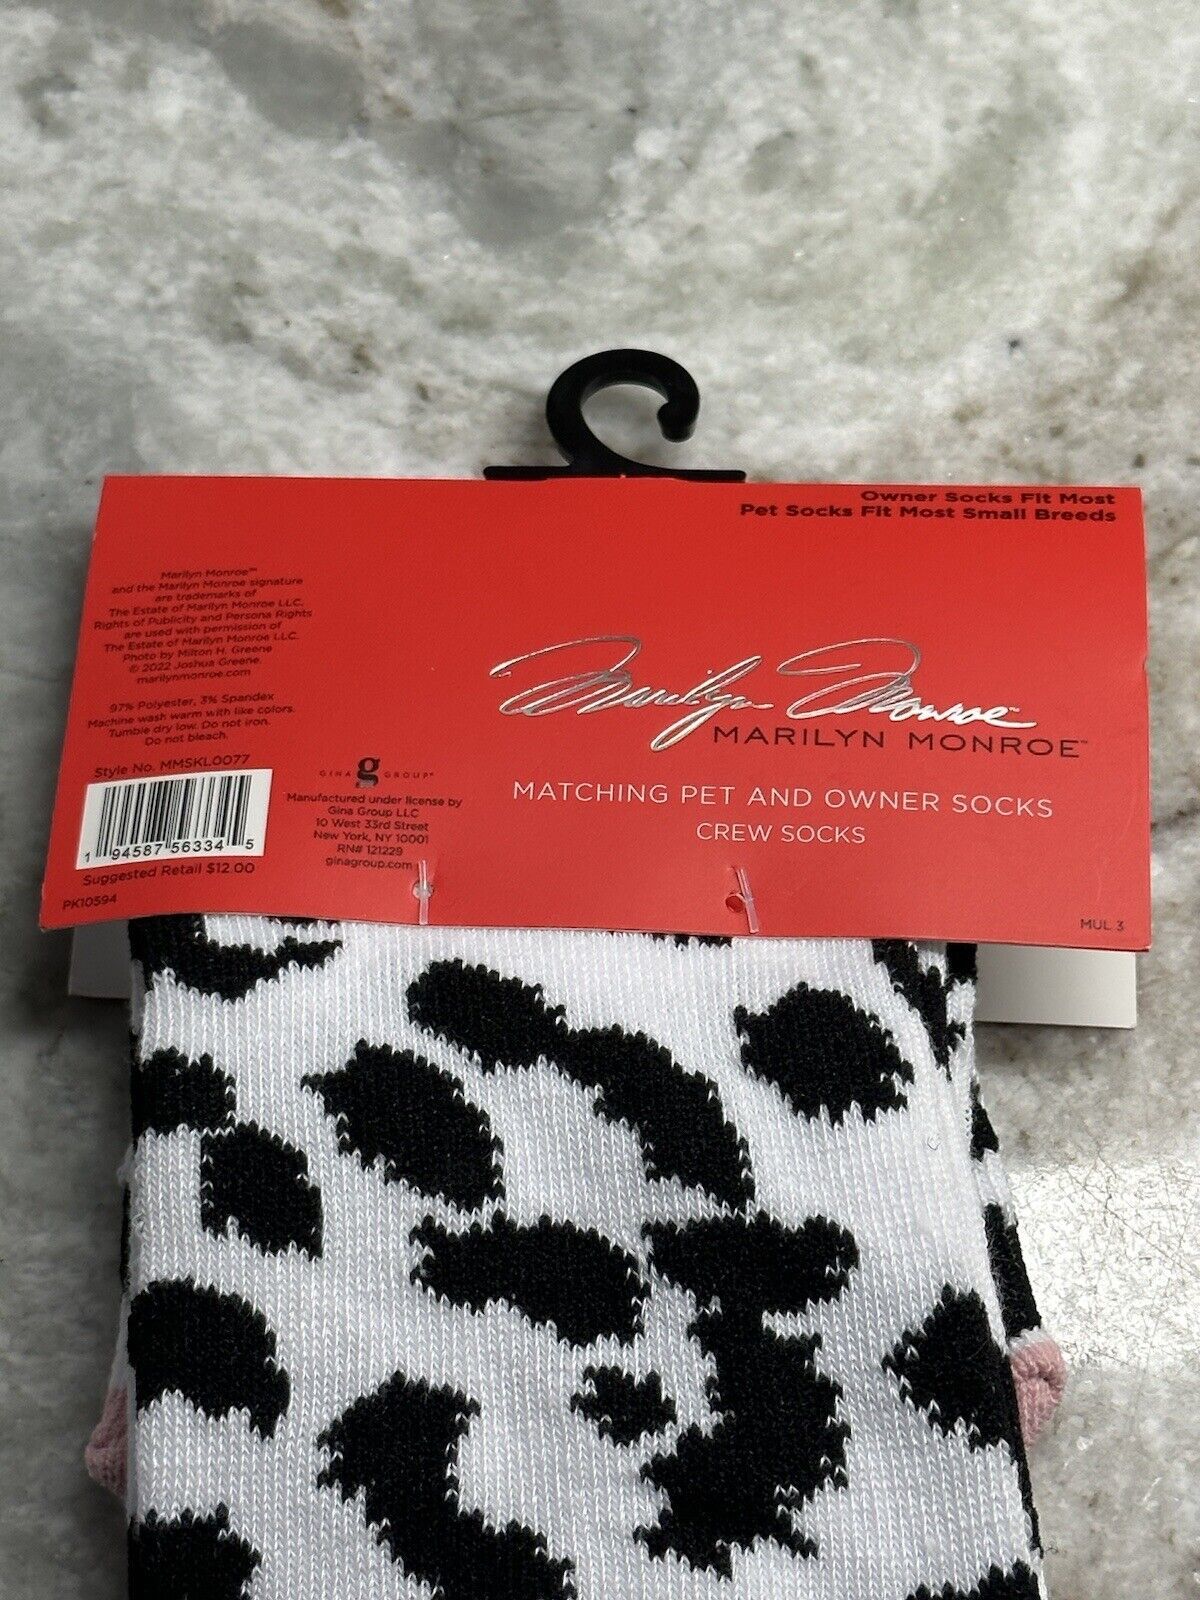 Owner Socks Fit Most
Pet Socks Fit Most Small Breeds
Marilyn Monroe™
and the Marilyn Monroe signature
are trademarks of
The Estate of Marilyn Monroe LLC.
Rights of Publicity and Persona Rights
are used with permission of
The Estate of Marilyn Monroe LLC.
Photo by Milton H. Greene
© 2022 Joshua Greene.
marilynmonroe.com
97% Polyester, 3% Spandex
Machine wash warm with like colors.
Tumble dry low. Do not iron.
Do not bleach.
Style No. MMSKL0077
1 94587 56334 5
Suggested Retail $12.00
PK10594
GINA g GROUP®
Manufactured under license by
Gina Group LLC
10 West 33rd Street
New York, NY 10001
RN# 121229
ginagroup.com
Marilyn Monroe™
MARILYN MONROE™
MATCHING PET AND OWNER SOCKS
CREW SOCKS
MUL 3